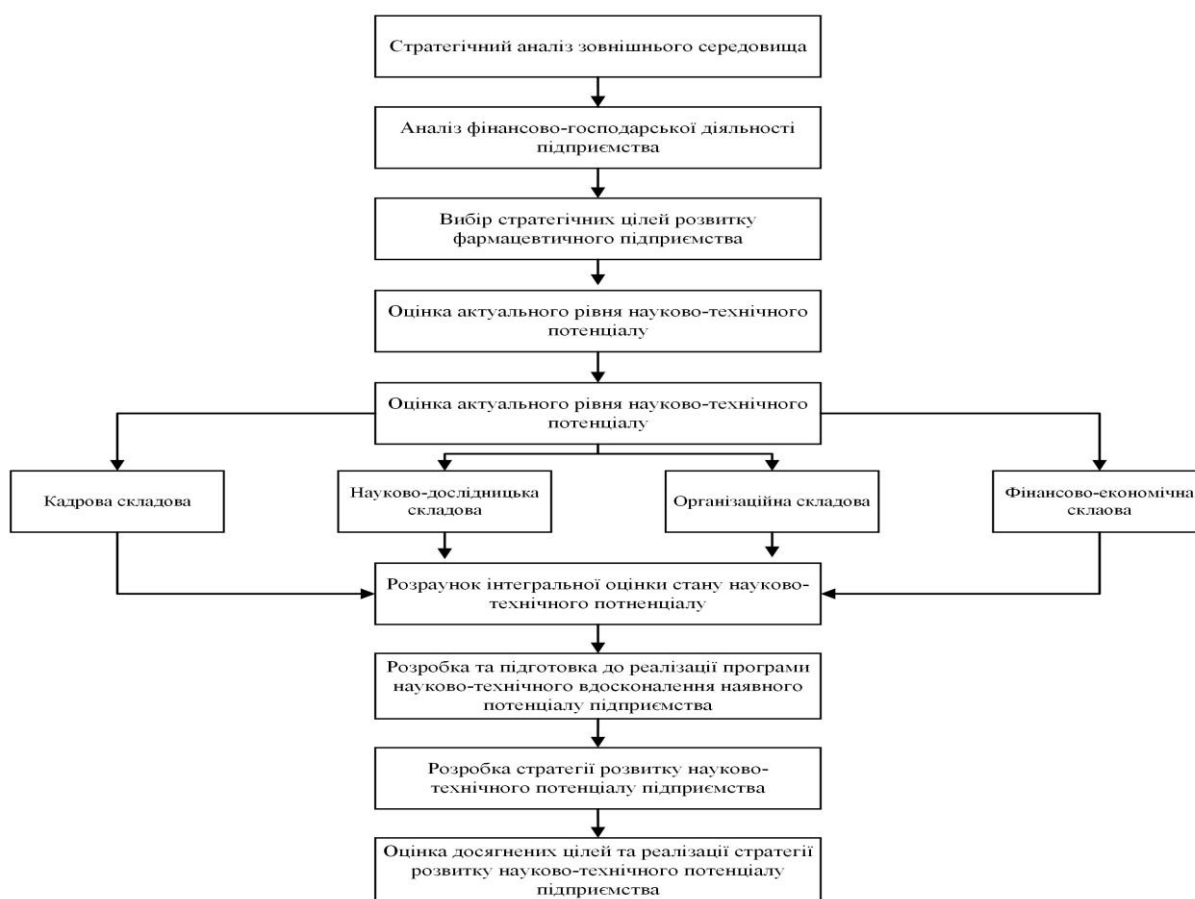 Стратегічний аналіз зовнішнього середовища
Аналіз фінансово-господарської діяльності
підприємства
Вибір стратегічних цілей розвитку
фармацевтичного підприємства
Оцінка актуального рівня науково-технічного
потенціалу
Оцінка актуального рівня науково-технічного
потенціалу
Кадрова складова
Науково-дослідницька
складова
Організаційна складова
Фінансово-економічна
склаова
Розраунок інтегральної оцінки стану науково-
технічного потненціалу
Розробка та підготовка до реалізації програми
науково-технічного вдосконалення наявного
потенціалу підприємства
Розробка стратегії розвитку науково-
технічного потенціалу підприємства
Оцінка досягнених цілей та реалізації стратегії
розвитку науково-технічного потенціалу
підприємства